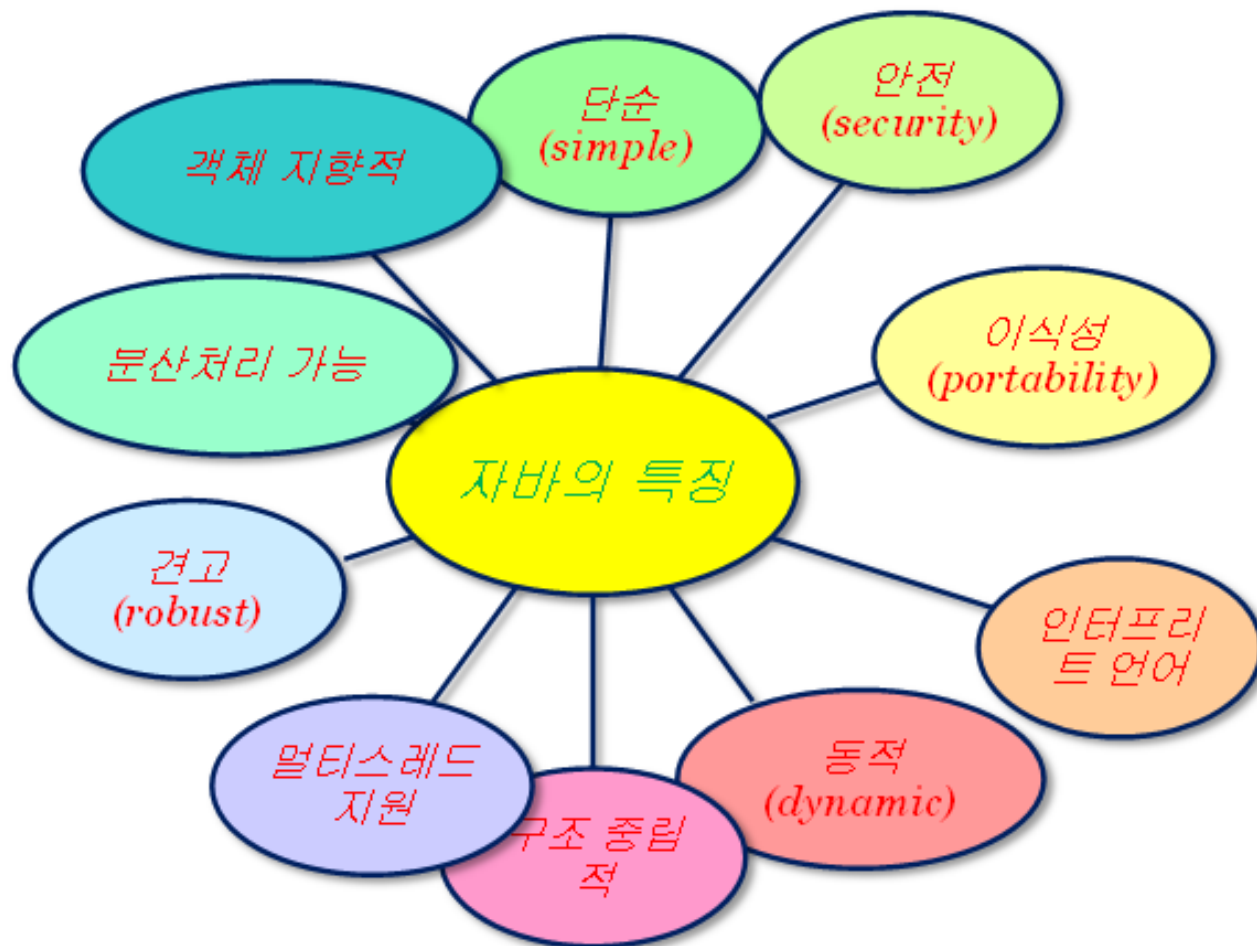 안전
(security)
단순
(simple)
객체 지향적
이식성
(portability)
분산처리 가능
자바의 특징
견고
(robust)
인터프리
트 언어
멀티스레드
지원
동적
(dynamic)
구조 중립
적